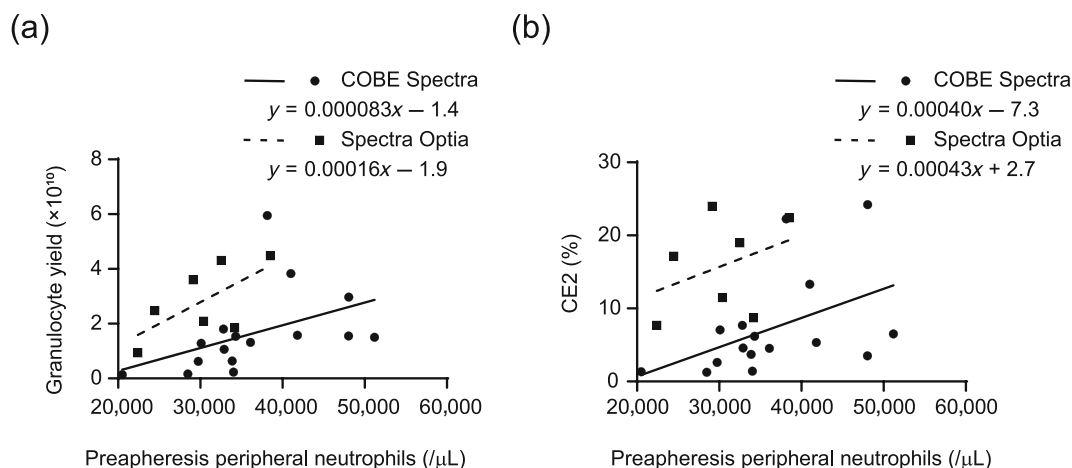 (a)
COBE Spectra
y = 0.000083x – 1.4
Spectra Optia
y = 0.00016x – 1.9
Granulocyte yield (×10¹⁰)
8
6
4
2
0
20,000 30,000 40,000 50,000 60,000
Preapheresis peripheral neutrophils (/μL)
(b)
COBE Spectra
y = 0.00040x – 7.3
Spectra Optia
y = 0.00043x + 2.7
CE2 (%)
30
20
10
0
20,000 30,000 40,000 50,000 60,000
Preapheresis peripheral neutrophils (/μL)